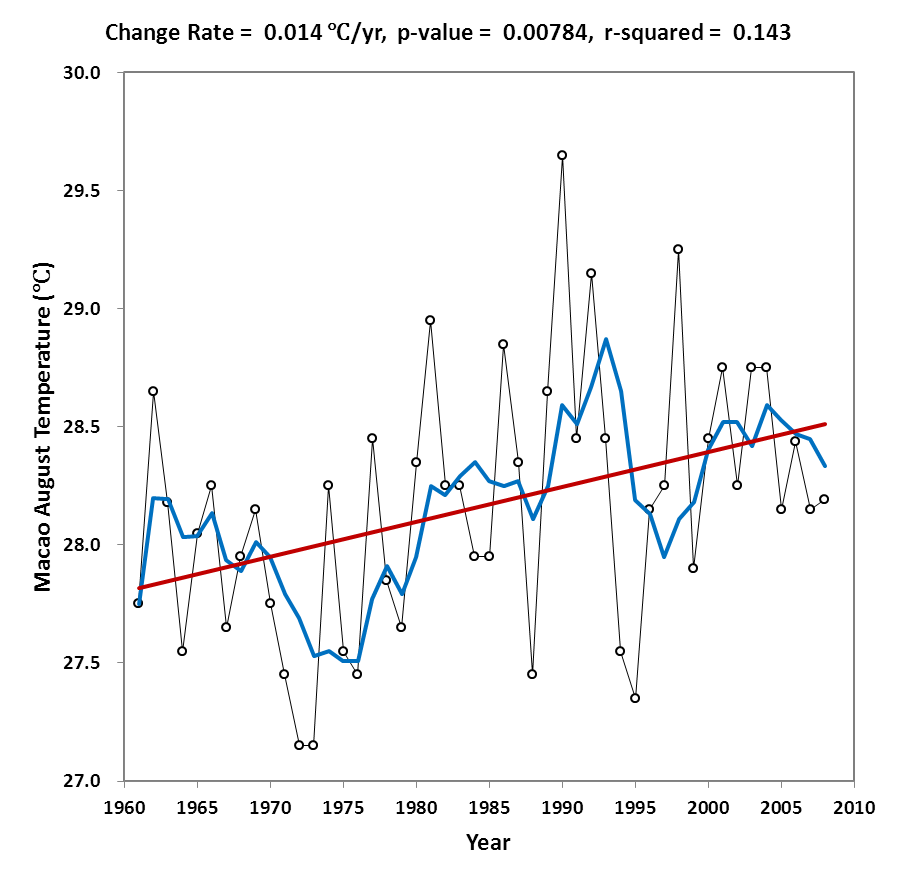 Change Rate = 0.014 ℃/yr, p-value = 0.00784, r-squared = 0.143
30.0
29.5
29.0
28.5
28.0
27.5
27.0
Macao August Temperature (℃)
1960 1965 1970 1975 1980 1985 1990 1995 2000 2005 2010
Year